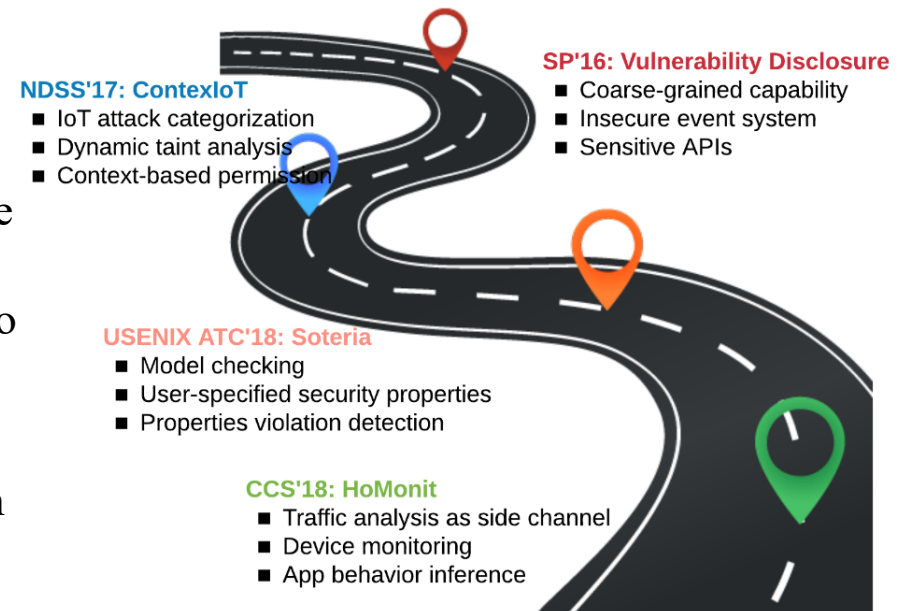 SP'16: Vulnerability Disclosure
■ Coarse-grained capability
■ Insecure event system
■ Sensitive APIs
NDSS'17: ContexIoT
■ IoT attack categorization
■ Dynamic taint analysis
■ Context-based permission
e
o
USENIX ATC'18: Soteria
■ Model checking
■ User-specified security properties
■ Properties violation detection
CCS'18: HoMonit
■ Traffic analysis as side channel
■ Device monitoring
■ App behavior inference